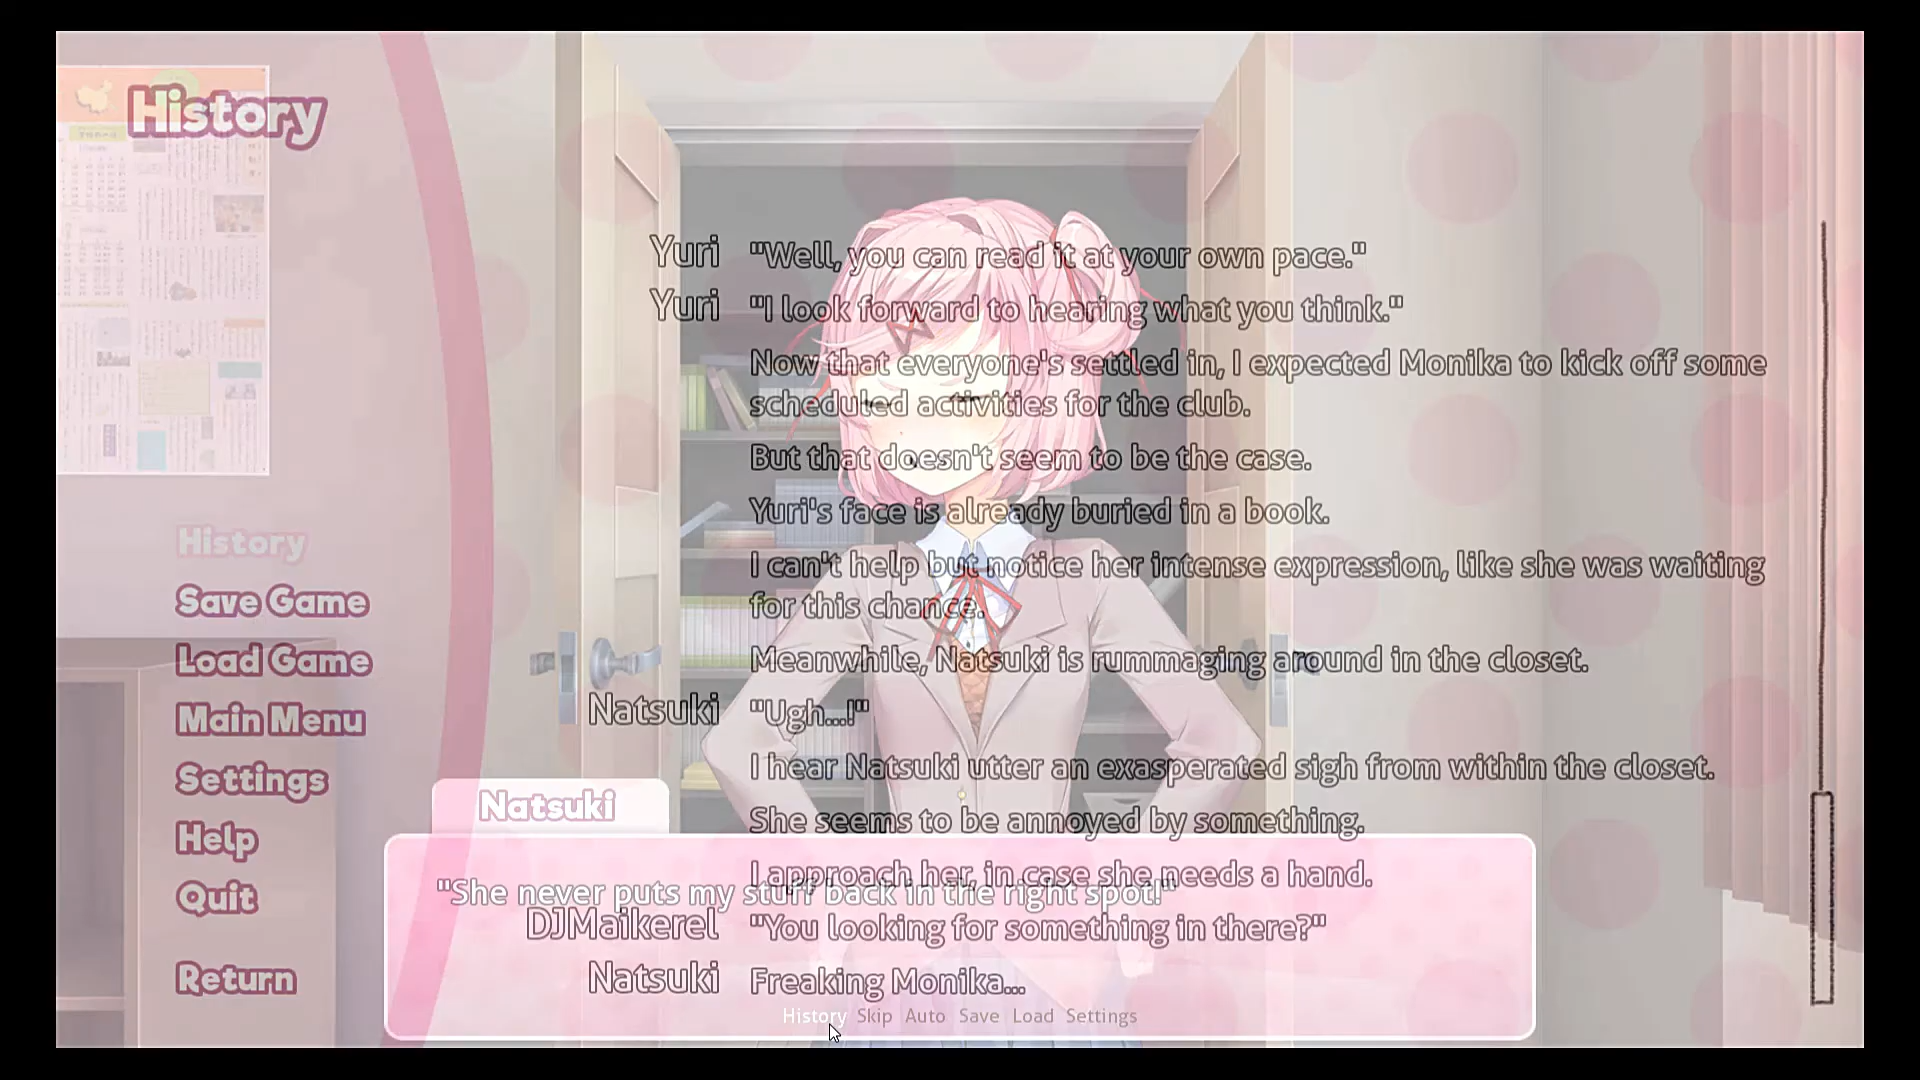 History
Yuri "Well, you can read it at your own pace."
Yuri "I look forward to hearing what you think."
Now that everyone's settled in, I expected Monika to kick off some
scheduled activities for the club.
But that doesn't seem to be the case.
Yuri's face is already buried in a book.
I can't help but notice her intense expression, like she was waiting
for this chance.
Meanwhile, Natsuki is rummaging around in the closet.
Natsuki "Ugh...!"
I hear Natsuki utter an exasperated sigh from within the closet.
She seems to be annoyed by something.
I approach her, in case she needs a hand.
DJMaikerel "You looking for something in there?"
Natsuki Freaking Monika...
History
Save Game
Load Game
Main Menu
Settings
Help
Quit
Return
Natsuki
"She never puts my stuff back in the right spot!"
History Skip Auto Save Load Settings